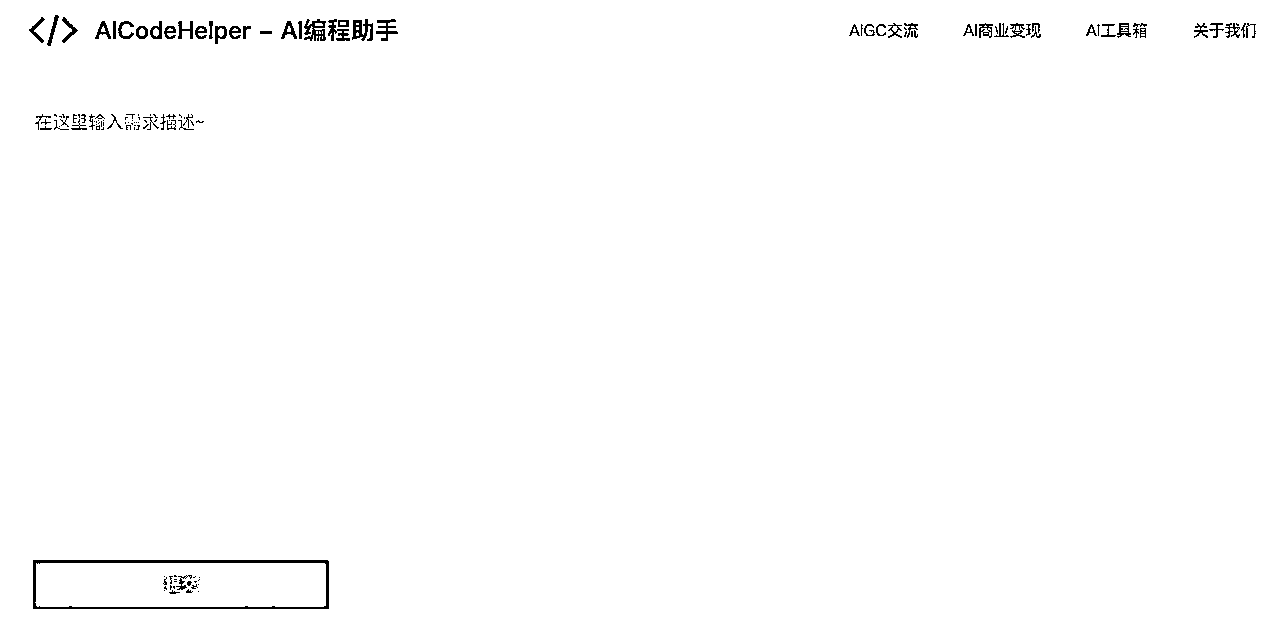 </> AICodeHelper – AI编程助手
AIGC交流
AI商业变现
AI工具箱
关于我们
在这里输入需求描述~
提交